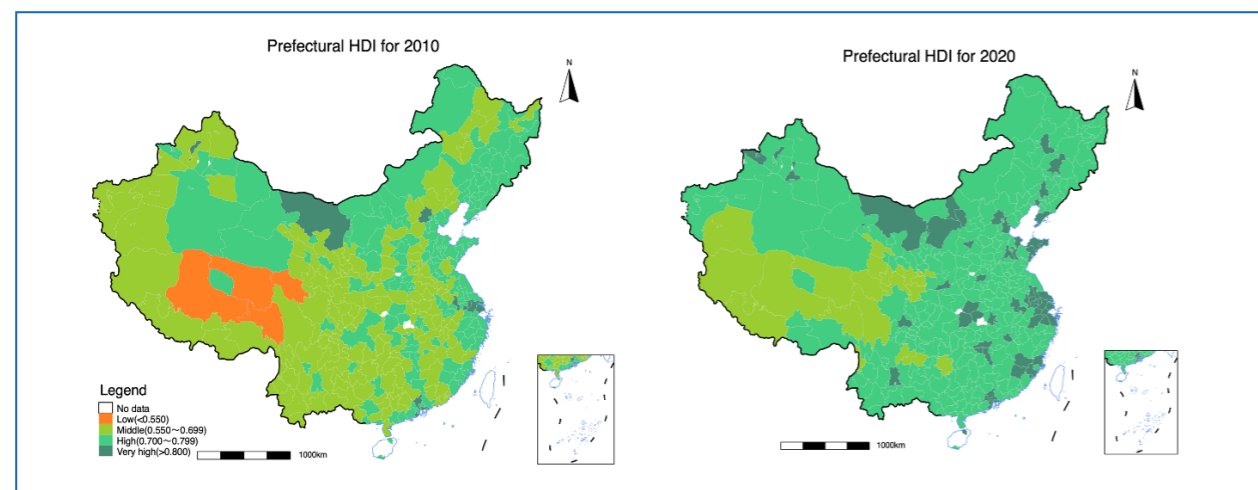 Prefectural HDI for 2010
N
Legend
No data
Low(<0.550)
Middle(0.550～0.699)
High(0.700～0.799)
Very high(>0.800)
1000km
Prefectural HDI for 2020
N
1000km